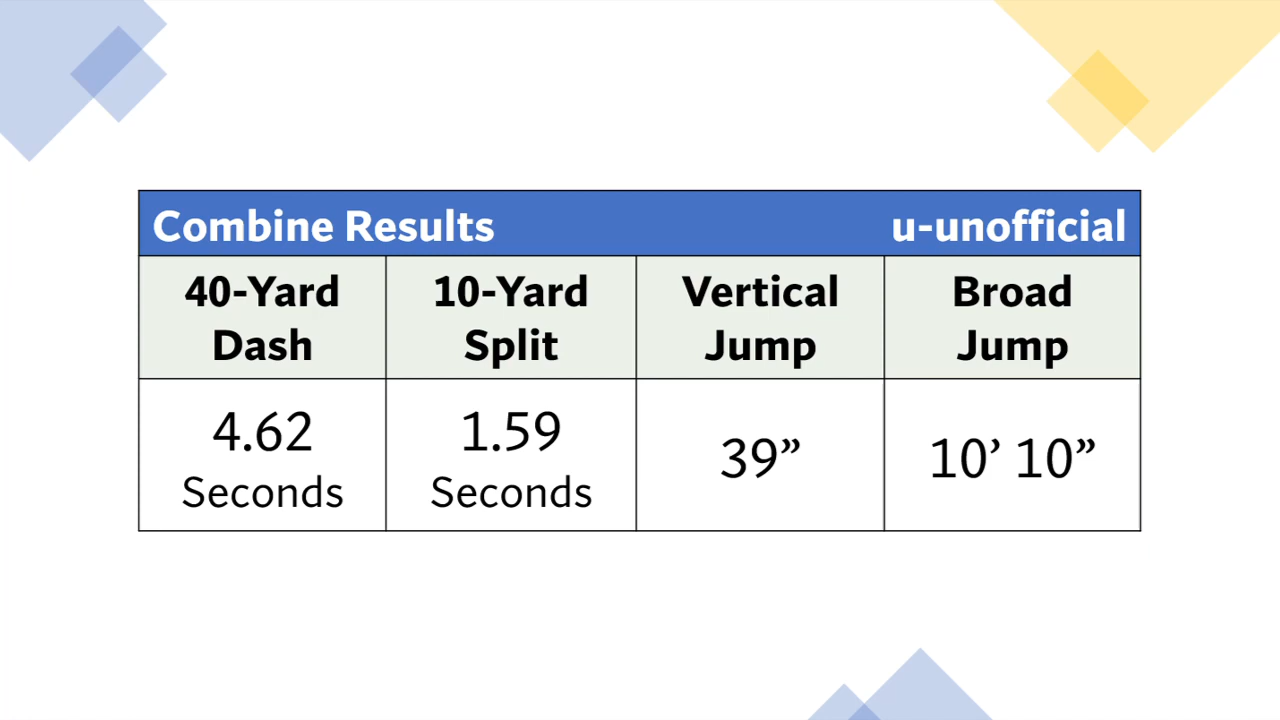 Combine Results u-unofficial
40-Yard Dash
10-Yard Split
Vertical Jump
Broad Jump
4.62 Seconds
1.59 Seconds
39”
10’ 10”